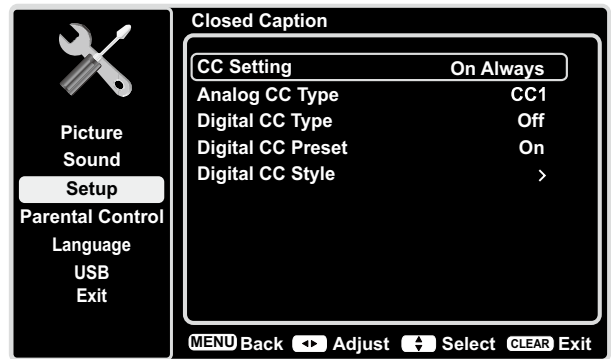 Closed Caption
CC Setting On Always
Analog CC Type CC1
Digital CC Type Off
Digital CC Preset On
Digital CC Style >
Picture
Sound
Setup
Parental Control
Language
USB
Exit
MENU Back Adjust Select CLEAR Exit